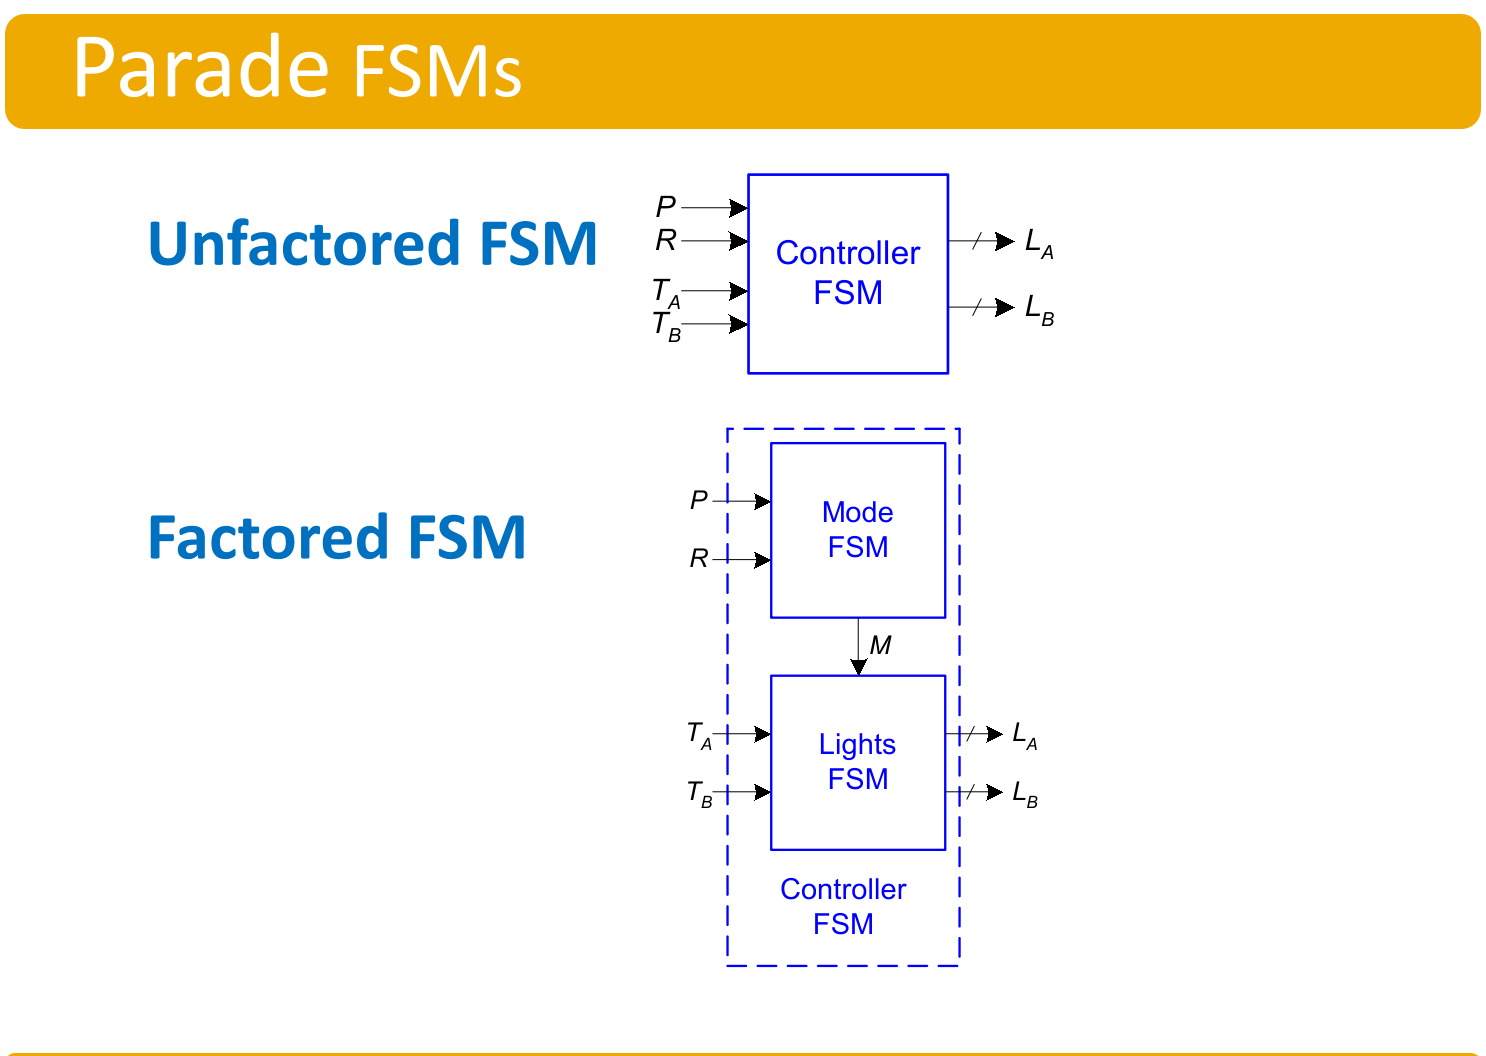 Parade FSMs
Unfactored FSM
P
R
T_A
T_B
Controller
FSM
L_A
L_B
Factored FSM
P
R
Mode
FSM
M
T_A
T_B
Lights
FSM
L_A
L_B
Controller
FSM